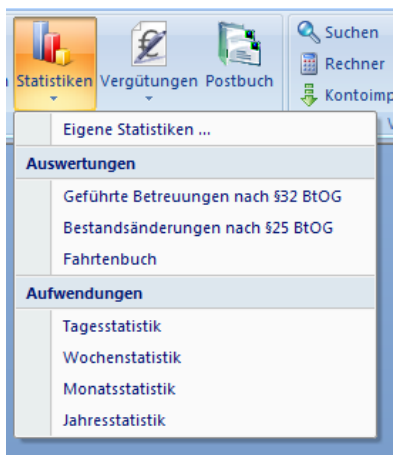 Statistiken Vergütungen Postbuch
Suchen
Rechner
Eigene Statistiken ...
Auswertungen
Geführte Betreuungen nach §32 BtOG
Bestandsänderungen nach §25 BtOG
Fahrtenbuch
Aufwendungen
Tagesstatistik
Wochenstatistik
Monatsstatistik
Jahresstatistik